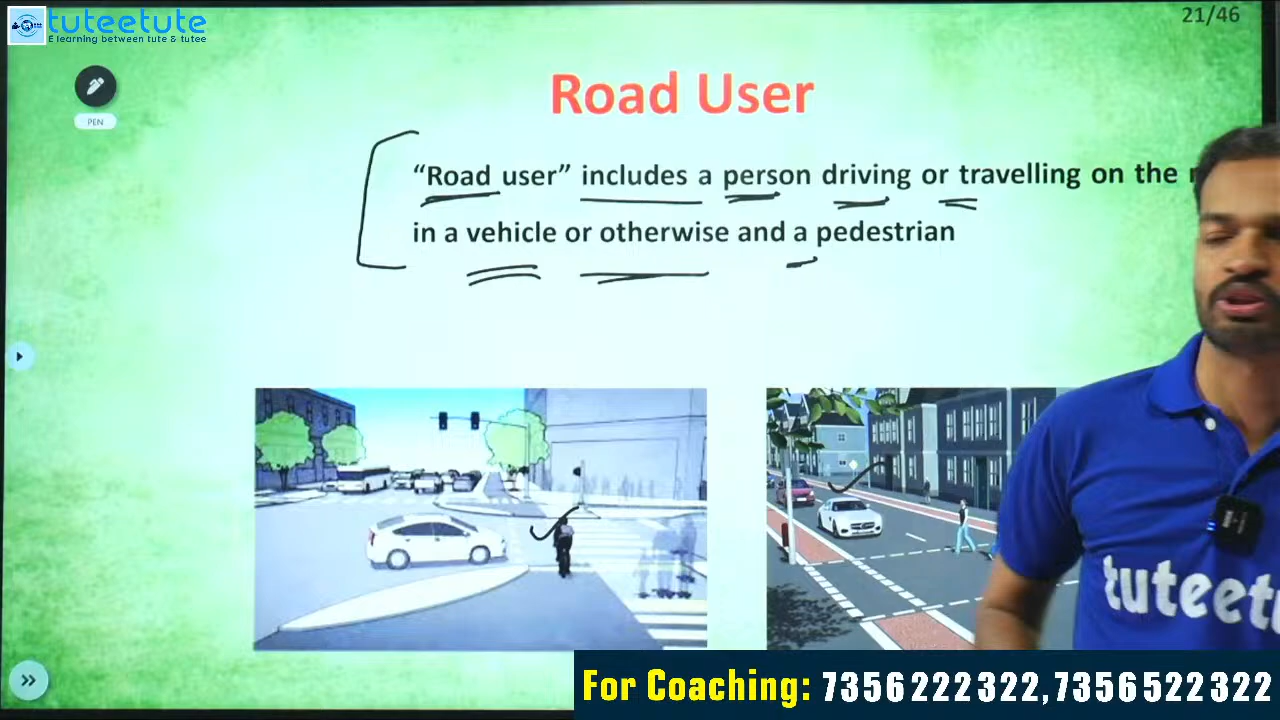 tuteetute
E learning between tute & tutee
21/46
PEN
Road User
“Road user” includes a person driving or travelling on the
in a vehicle or otherwise and a pedestrian
tuteetu
For Coaching: 7356222322,7356522322